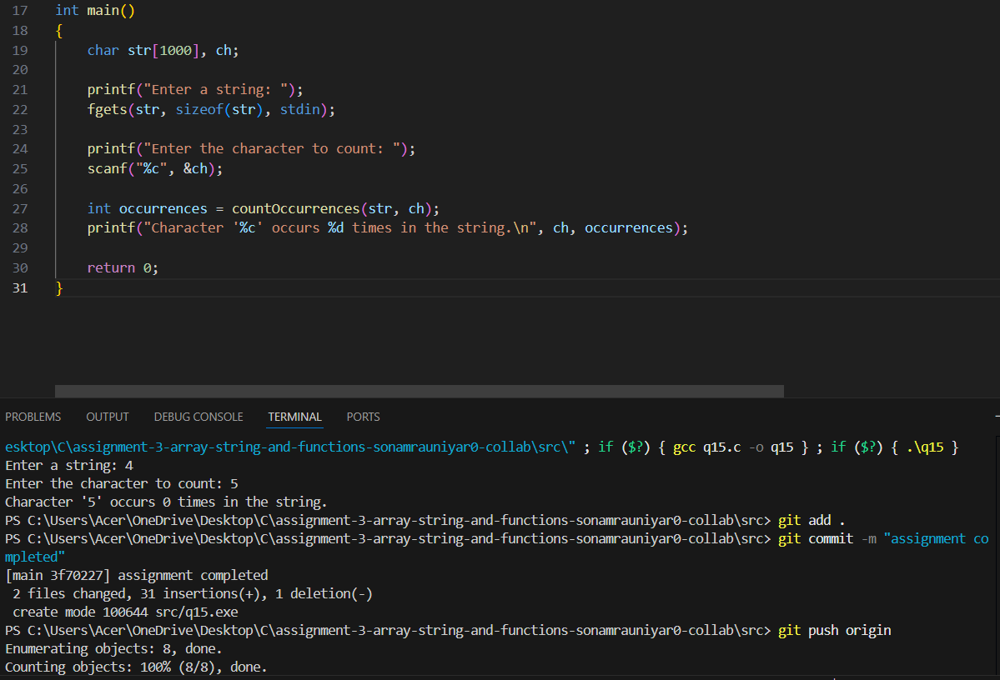 17 int main()
18 {
19 char str[1000], ch;
20
21 printf("Enter a string: ");
22 fgets(str, sizeof(str), stdin);
23
24 printf("Enter the character to count: ");
25 scanf("%c", &ch);
26
27 int occurrences = countOccurrences(str, ch);
28 printf("Character '%c' occurs %d times in the string.\n", ch, occurrences);
29
30 return 0;
31 }
PROBLEMS OUTPUT DEBUG CONSOLE TERMINAL PORTS
esktop\C\assignment-3-array-string-and-functions-sonamrauniyar0-collab\src\" ; if ($?) { gcc q15.c -o q15 } ; if ($?) { .\q15 }
Enter a string: 4
Enter the character to count: 5
Character '5' occurs 0 times in the string.
PS C:\Users\Acer\OneDrive\Desktop\C\assignment-3-array-string-and-functions-sonamrauniyar0-collab\src> git add .
PS C:\Users\Acer\OneDrive\Desktop\C\assignment-3-array-string-and-functions-sonamrauniyar0-collab\src> git commit -m "assignment co
mpleted"
[main 3f70227] assignment completed
2 files changed, 31 insertions(+), 1 deletion(-)
create mode 100644 src/q15.exe
PS C:\Users\Acer\OneDrive\Desktop\C\assignment-3-array-string-and-functions-sonamrauniyar0-collab\src> git push origin
Enumerating objects: 8, done.
Counting objects: 100% (8/8), done.